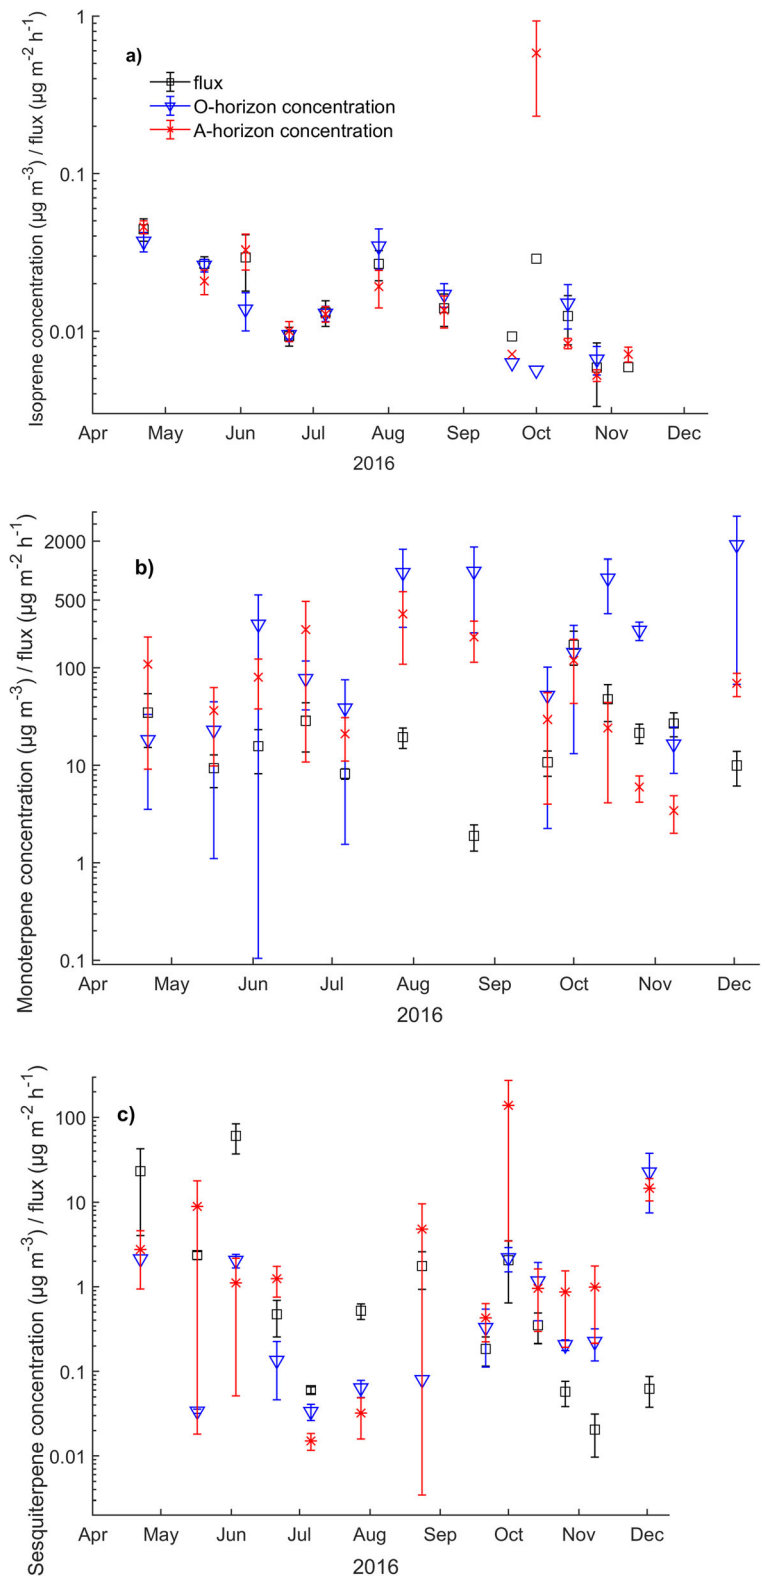 Isoprene concentration (μg m-3) / flux (μg m-2 h-1)
1
0.1
0.01
a)
flux
O-horizon concentration
A-horizon concentration
Apr May Jun Jul Aug Sep Oct Nov Dec
2016
Monoterpene concentration (μg m-3) / flux (μg m-2 h-1)
2000
500
100
10
1
0.1
b)
Apr May Jun Jul Aug Sep Oct Nov Dec
2016
Sesquiterpene concentration (μg m-3) / flux (μg m-2 h-1)
100
10
1
0.1
0.01
c)
Apr May Jun Jul Aug Sep Oct Nov Dec
2016